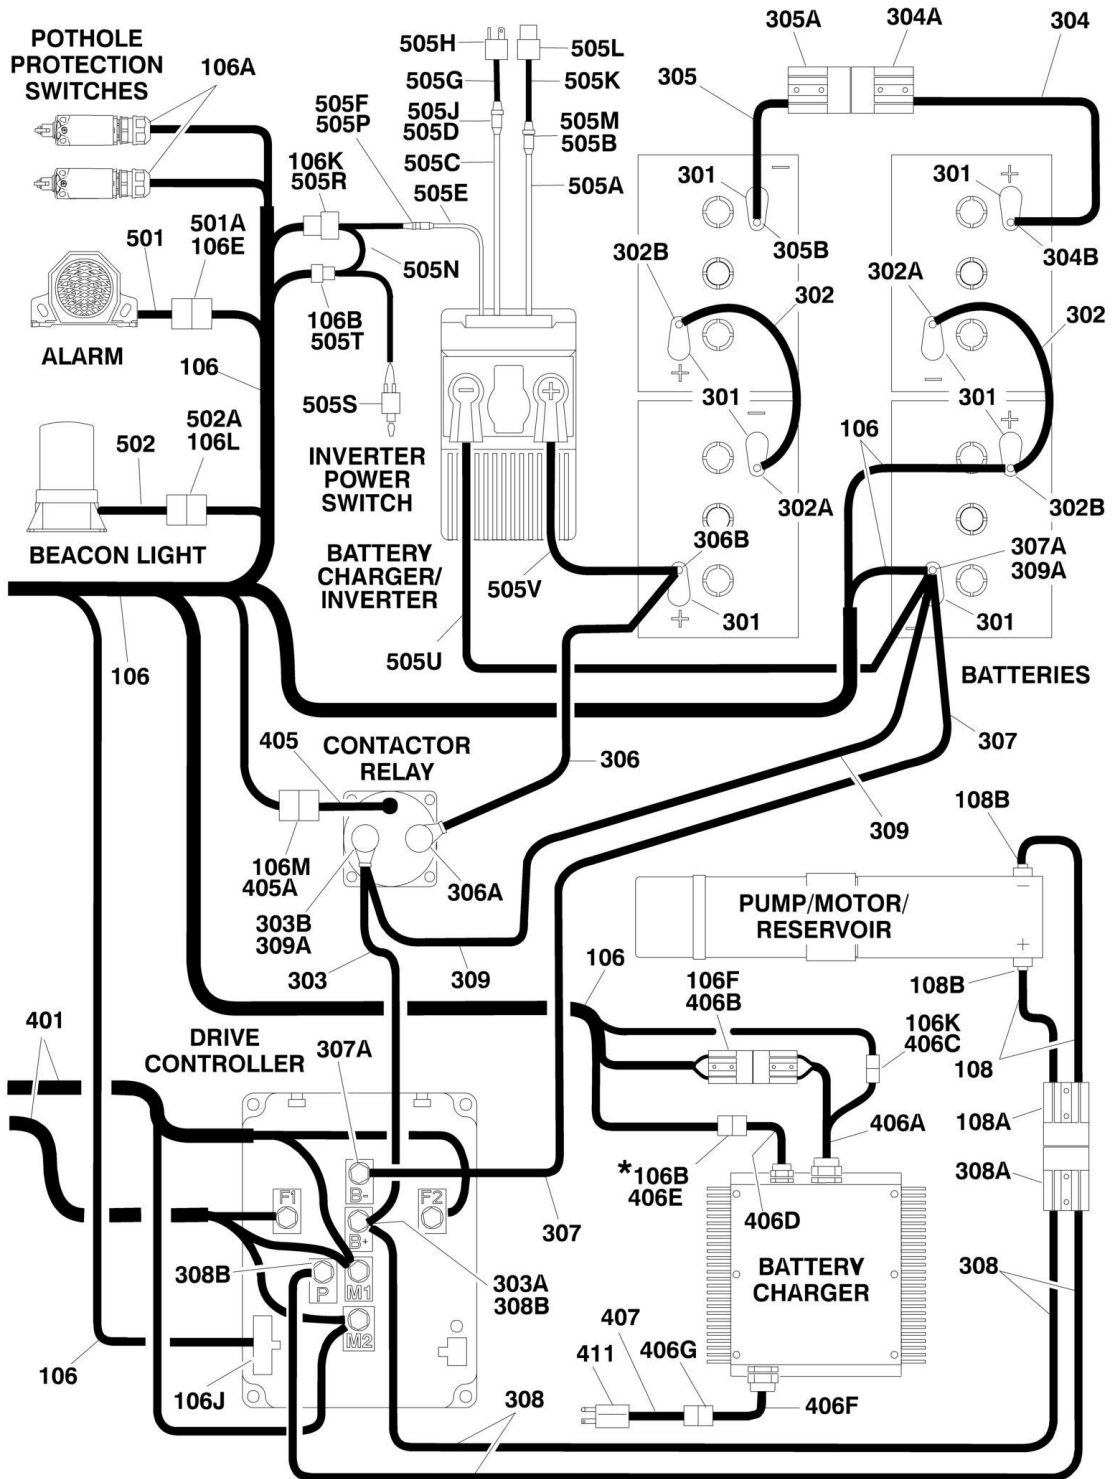 305A
304A
304
POTHOLE
PROTECTION
SWITCHES
106A
505H
505G
505J
505D
505C
505E
505L
505K
505M
505B
505A
505F
505P
106K
505R
305
301
−
301
+
305B
304B
501
501A
106E
505N
302B
302A
302
302
ALARM
106
106B
505T
− +
+
−
301
−
301
+
505S
502
502A
106L
INVERTER
POWER
SWITCH
106
302A
302B
BEACON LIGHT
BATTERY
CHARGER/
INVERTER
505V
306B
307A
309A
301
+
301
−
106
505U
BATTERIES
405
CONTACTOR
RELAY
306
307
309
108B
106M
405A
306A
303B
309A
303
309
PUMP/MOTOR/
RESERVOIR
−
+
106
106F
406B
108B
106K
406C
108
401
DRIVE
CONTROLLER
307A
108A
406A
308A
*106B
406E
406D
B-
F1
F2
B+
307
308B
P
M1
303A
308B
BATTERY
CHARGER
308
M2
407
411
406G
106
106J
308
406F